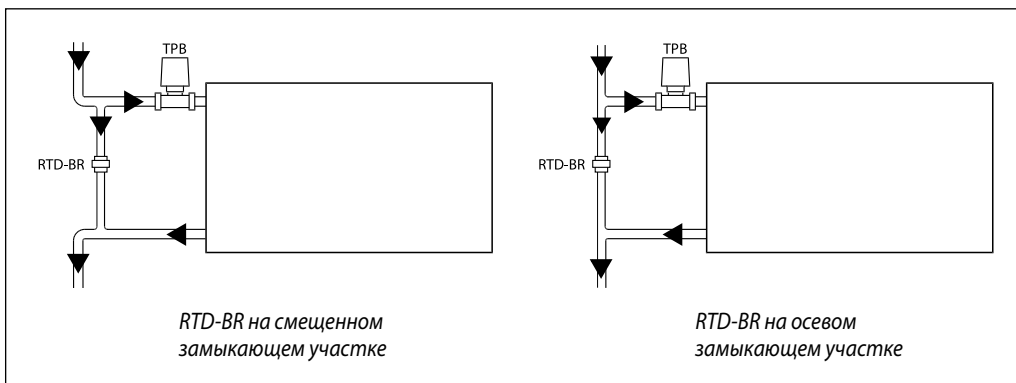 ТРВ
RTD-BR
RTD-BR на смещенном
замыкающем участке
ТРВ
RTD-BR
RTD-BR на осевом
замыкающем участке